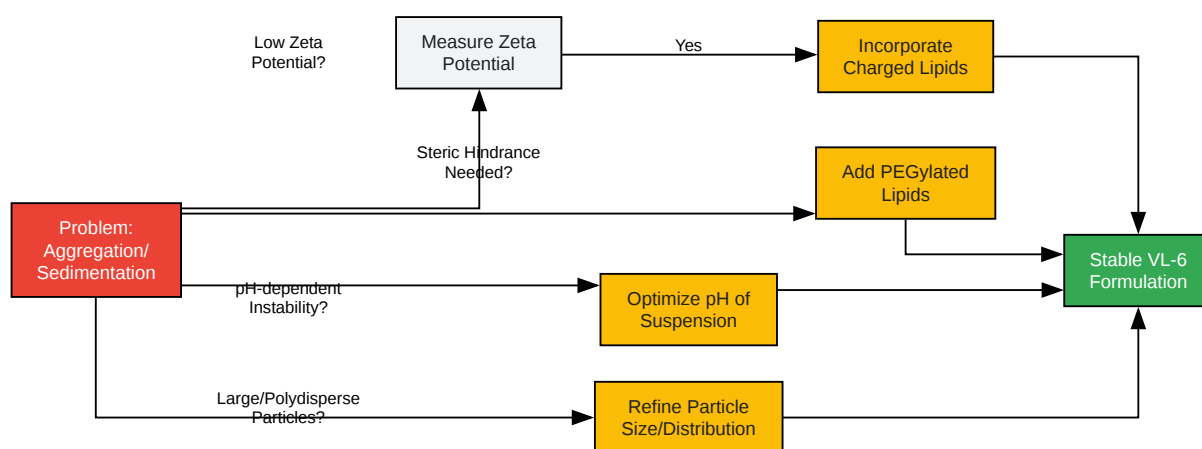 Low Zeta
Potential?
Measure Zeta
Potential
Yes
Incorporate
Charged Lipids
Steric Hindrance
Needed?
Add PEGylated
Lipids
Problem:
Aggregation/
Sedimentation
Stable VL-6
Formulation
pH-dependent
Instability?
Optimize pH of
Suspension
Large/Polydisperse
Particles?
Refine Particle
Size/Distribution